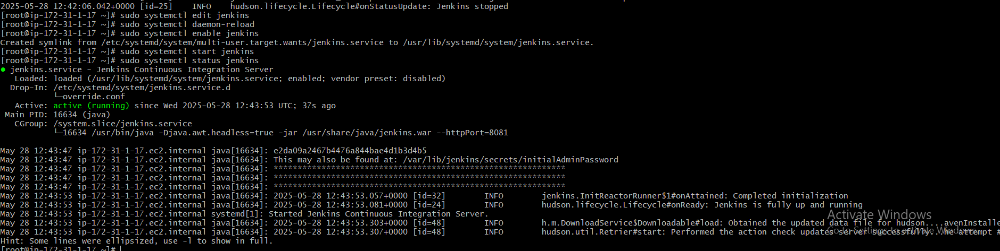 2025-05-28 12:42:06.042+0000 [id=25]    INFO    hudson.lifecycle.Lifecycle#onStatusUpdate: Jenkins stopped
[root@ip-172-31-1-17 ~]# sudo systemctl edit jenkins
[root@ip-172-31-1-17 ~]# sudo systemctl daemon-reload
[root@ip-172-31-1-17 ~]# sudo systemctl enable jenkins
Created symlink from /etc/systemd/system/multi-user.target.wants/jenkins.service to /usr/lib/systemd/system/jenkins.service.
[root@ip-172-31-1-17 ~]# sudo systemctl start jenkins
[root@ip-172-31-1-17 ~]# sudo systemctl status jenkins
● jenkins.service - Jenkins Continuous Integration Server
   Loaded: loaded (/usr/lib/systemd/system/jenkins.service; enabled; vendor preset: disabled)
  Drop-In: /etc/systemd/system/jenkins.service.d
           └─override.conf
   Active: active (running) since Wed 2025-05-28 12:43:53 UTC; 37s ago
 Main PID: 16634 (java)
   CGroup: /system.slice/jenkins.service
           └─16634 /usr/bin/java -Djava.awt.headless=true -jar /usr/share/java/jenkins.war --httpPort=8081
May 28 12:43:47 ip-172-31-1-17.ec2.internal java[16634]: e2da09a2467b4476a844bae4d1b3d4b5
May 28 12:43:47 ip-172-31-1-17.ec2.internal java[16634]: This may also be found at: /var/lib/jenkins/secrets/initialAdminPassword
May 28 12:43:47 ip-172-31-1-17.ec2.internal java[16634]: *************************************************************
May 28 12:43:47 ip-172-31-1-17.ec2.internal java[16634]: *************************************************************
May 28 12:43:47 ip-172-31-1-17.ec2.internal java[16634]: *************************************************************
May 28 12:43:53 ip-172-31-1-17.ec2.internal java[16634]: 2025-05-28 12:43:53.057+0000 [id=32]        INFO        jenkins.InitReactorRunner$1#onAttained: Completed initialization
May 28 12:43:53 ip-172-31-1-17.ec2.internal java[16634]: 2025-05-28 12:43:53.081+0000 [id=24]        INFO        hudson.lifecycle.Lifecycle#onReady: Jenkins is fully up and running
May 28 12:43:53 ip-172-31-1-17.ec2.internal systemd[1]: Started Jenkins Continuous Integration Server.
May 28 12:43:53 ip-172-31-1-17.ec2.internal java[16634]: 2025-05-28 12:43:53.303+0000 [id=48]        INFO        h.m.DownloadService$Downloadable#load: Obtained the updated data file for hudson....avenInstalle
May 28 12:43:53 ip-172-31-1-17.ec2.internal java[16634]: 2025-05-28 12:43:53.307+0000 [id=48]        INFO        hudson.util.Retrier#start: Performed the action check updates server successfully...he attempt #
Hint: Some lines were ellipsized, use -l to show in full.
[root@ip-172-31-1-17 ~]#
Activate Windows
Go to Settings to activate Windows.